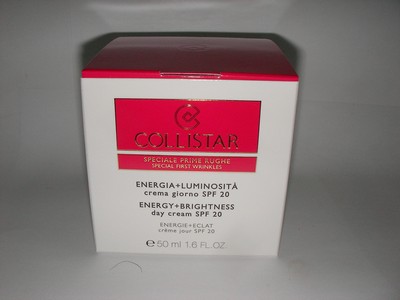 COLLISTAR
SPECIALE PRIME RUGHE
SPECIAL FIRST WRINKLES
ENERGIA+LUMINOSITÀ
crema giorno SPF 20
ENERGY+BRIGHTNESS
day cream SPF 20
ENERGIE+ECLAT
crème jour SPF 20
℮ 50 ml 1.6 FL.OZ.